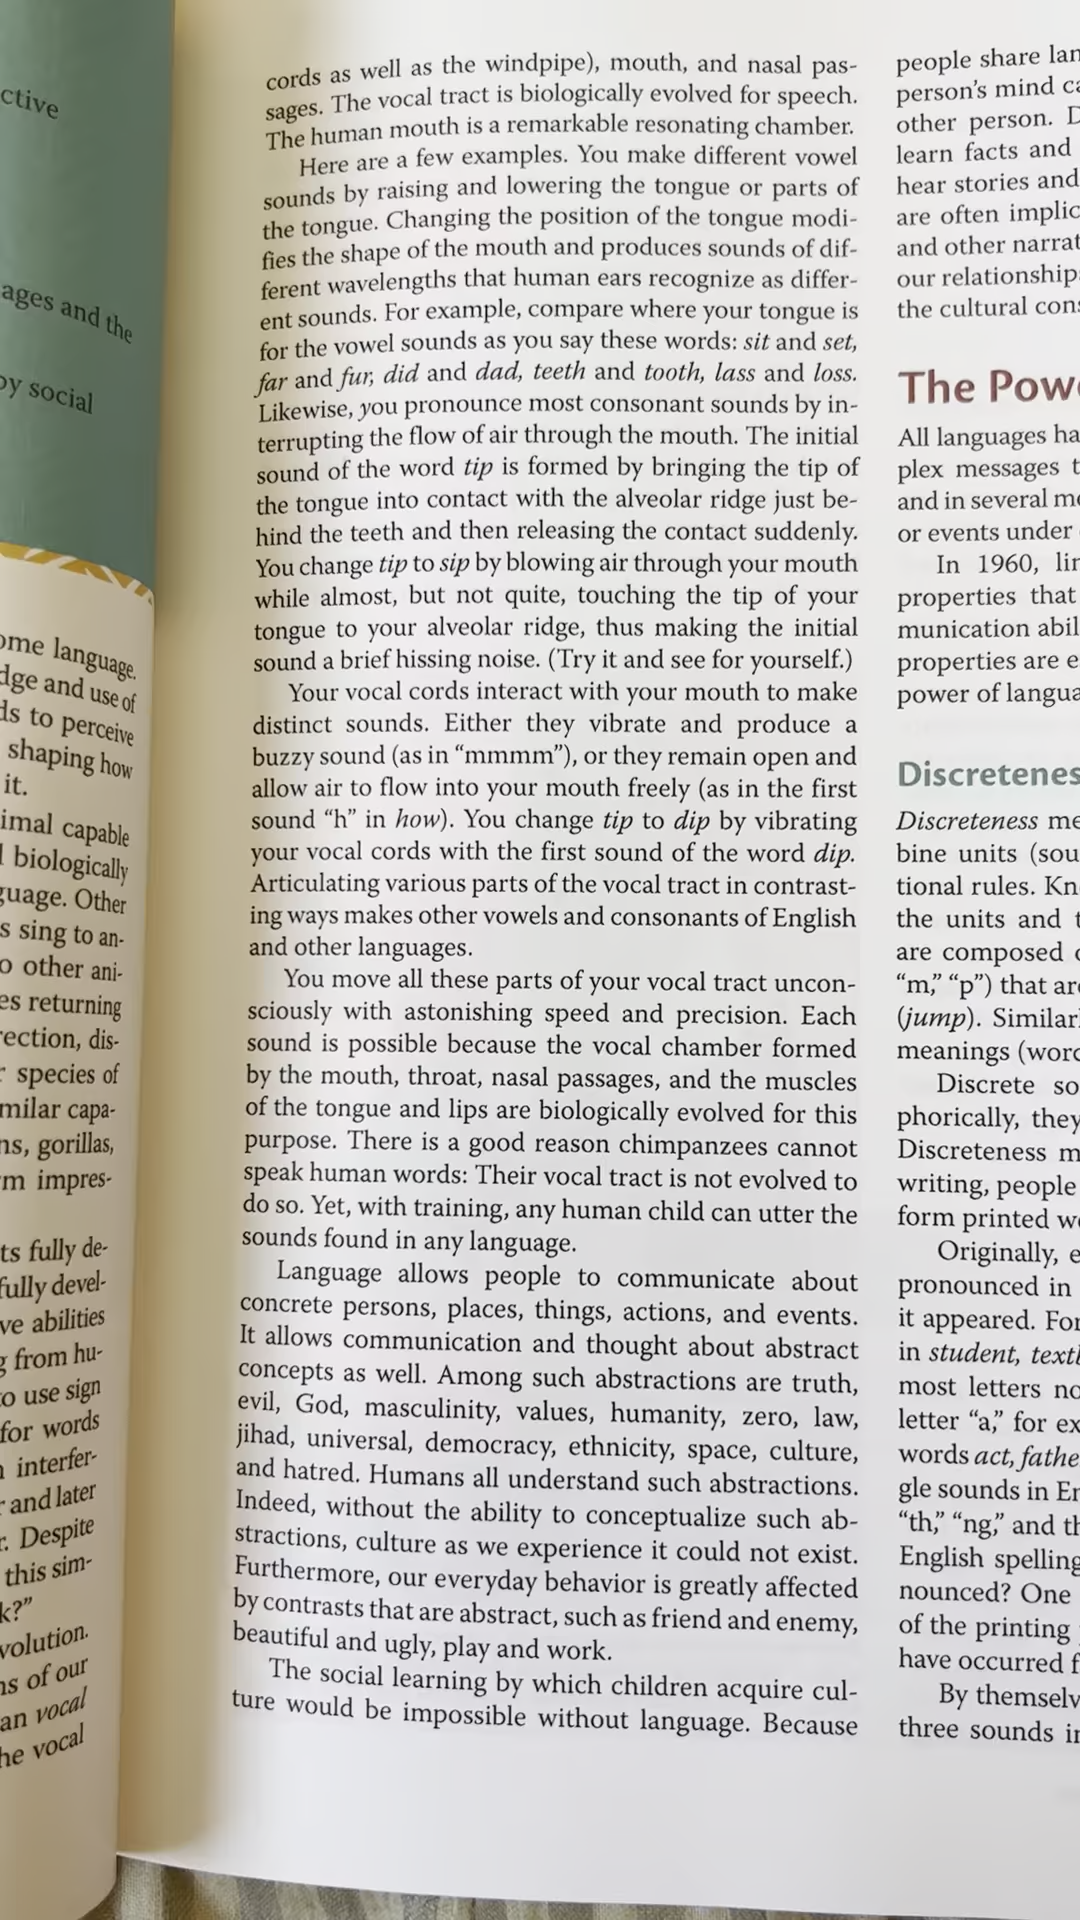 ctive
ages and the
by social
ome language.
dge and use of
ds to perceive
shaping how
it.
imal capable
biologically
guage. Other
s sing to an-
o other ani-
es returning
rection, dis-
r species of
milar capa-
ns, gorillas,
rm impres-
ts fully de-
fully devel-
ve abilities
g from hu-
to use sign
for words
n interfer-
r and later
r. Despite
this sim-
k?”
volution.
ns of our
an vocal
he vocal
cords as well as the windpipe), mouth, and nasal pas-
sages. The vocal tract is biologically evolved for speech.
The human mouth is a remarkable resonating chamber.
Here are a few examples. You make different vowel
sounds by raising and lowering the tongue or parts of
the tongue. Changing the position of the tongue modi-
fies the shape of the mouth and produces sounds of dif-
ferent wavelengths that human ears recognize as differ-
ent sounds. For example, compare where your tongue is
for the vowel sounds as you say these words: sit and set,
far and fur, did and dad, teeth and tooth, lass and loss.
Likewise, you pronounce most consonant sounds by in-
terrupting the flow of air through the mouth. The initial
sound of the word tip is formed by bringing the tip of
the tongue into contact with the alveolar ridge just be-
hind the teeth and then releasing the contact suddenly.
You change tip to sip by blowing air through your mouth
while almost, but not quite, touching the tip of your
tongue to your alveolar ridge, thus making the initial
sound a brief hissing noise. (Try it and see for yourself.)
Your vocal cords interact with your mouth to make
distinct sounds. Either they vibrate and produce a
buzzy sound (as in “mmmm”), or they remain open and
allow air to flow into your mouth freely (as in the first
sound “h” in how). You change tip to dip by vibrating
your vocal cords with the first sound of the word dip.
Articulating various parts of the vocal tract in contrast-
ing ways makes other vowels and consonants of English
and other languages.
You move all these parts of your vocal tract uncon-
sciously with astonishing speed and precision. Each
sound is possible because the vocal chamber formed
by the mouth, throat, nasal passages, and the muscles
of the tongue and lips are biologically evolved for this
purpose. There is a good reason chimpanzees cannot
speak human words: Their vocal tract is not evolved to
do so. Yet, with training, any human child can utter the
sounds found in any language.
Language allows people to communicate about
concrete persons, places, things, actions, and events.
It allows communication and thought about abstract
concepts as well. Among such abstractions are truth,
evil, God, masculinity, values, humanity, zero, law,
jihad, universal, democracy, ethnicity, space, culture,
and hatred. Humans all understand such abstractions.
Indeed, without the ability to conceptualize such ab-
stractions, culture as we experience it could not exist.
Furthermore, our everyday behavior is greatly affected
by contrasts that are abstract, such as friend and enemy,
beautiful and ugly, play and work.
The social learning by which children acquire cul-
ture would be impossible without language. Because
people share lan
person’s mind ca
other person. D
learn facts and
hear stories and
are often implic
and other narrat
our relationship
the cultural cons
The Powe
All languages ha
plex messages t
and in several mo
or events under
In 1960, lin
properties that
munication abil
properties are e
power of langua
Discretenes
Discreteness me
bine units (sou
tional rules. Kn
the units and t
are composed o
“m,” “p”) that are
(jump). Similar
meanings (word
Discrete so
phorically, they
Discreteness m
writing, people
form printed wo
Originally, e
pronounced in
it appeared. For
in student, textb
most letters no
letter “a,” for ex
words act, fathe
gle sounds in En
“th,” “ng,” and th
English spelling
nounced? One
of the printing
have occurred f
By themselv
three sounds in